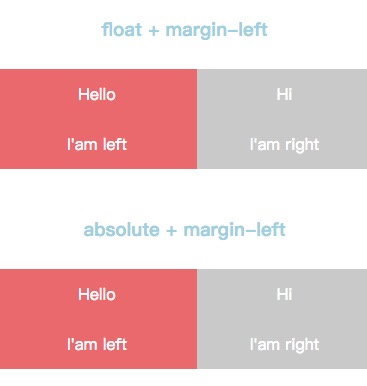 float + margin-left
Hello Hi
I'am left I'am right
absolute + margin-left
Hello Hi
I'am left I'am right